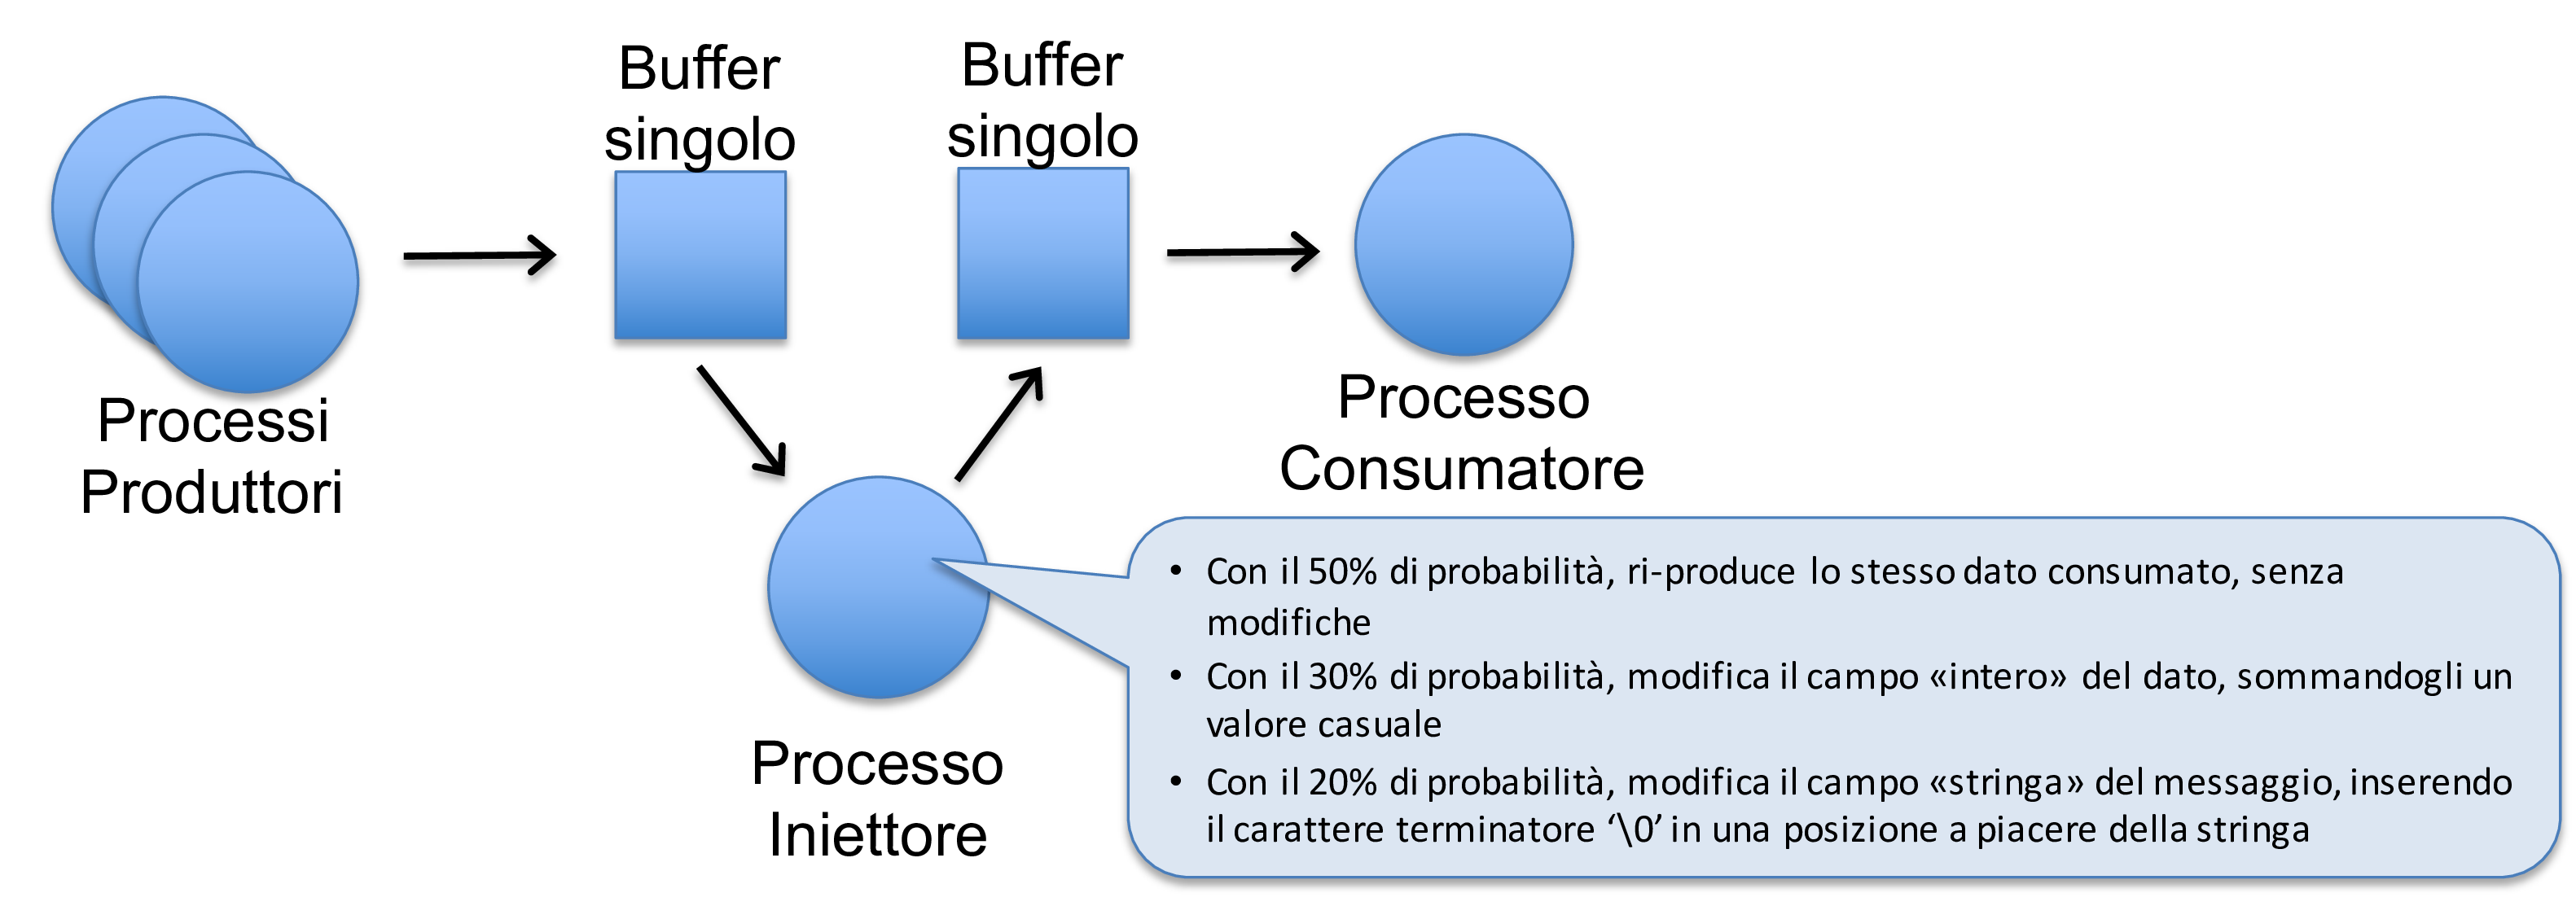 Buffer
singolo
Buffer
singolo
Processi
Produttori
Processo
Consumatore
Processo
Iniettore
• Con il 50% di probabilità, ri-produce lo stesso dato consumato, senza
modifiche
• Con il 30% di probabilità, modifica il campo «intero» del dato, sommandogli un
valore casuale
• Con il 20% di probabilità, modifica il campo «stringa» del messaggio, inserendo
il carattere terminatore ‘\0’ in una posizione a piacere della stringa